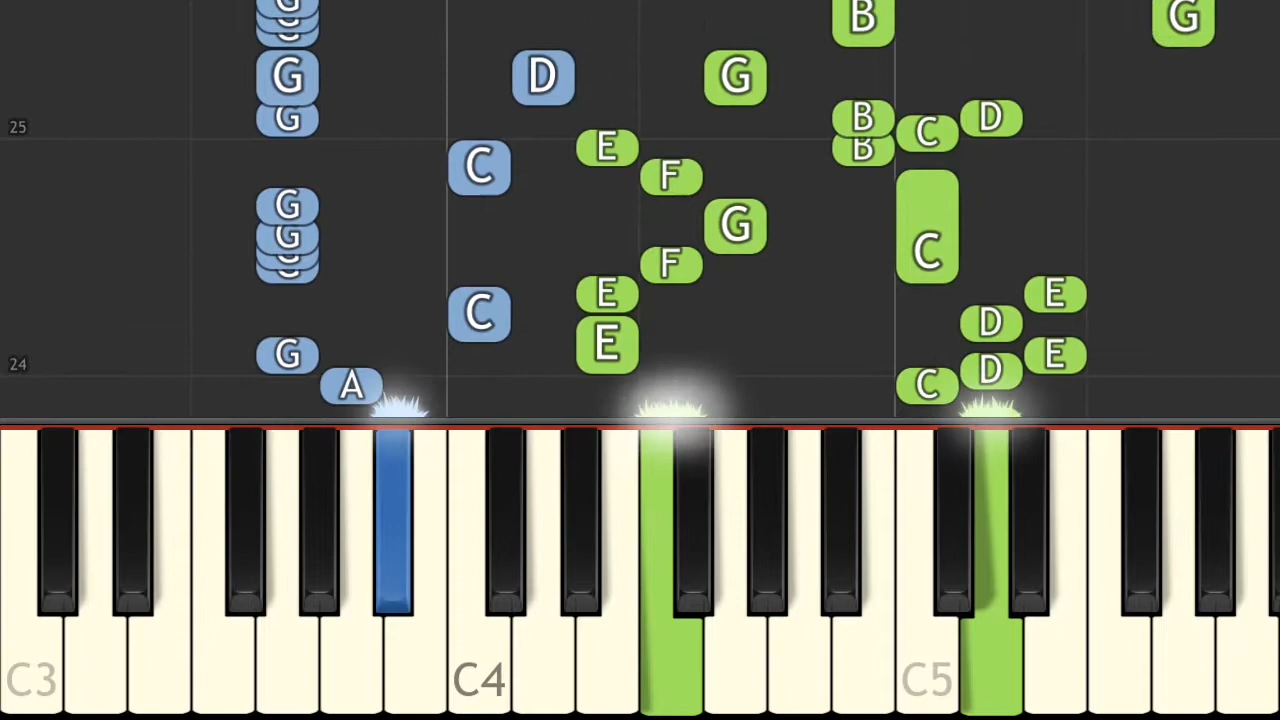 G B G
G
G
G D G
G B C D
25
C E B
F
G G
G F C
G
C E D E
G E E
24
A C D
C3 C4 C5